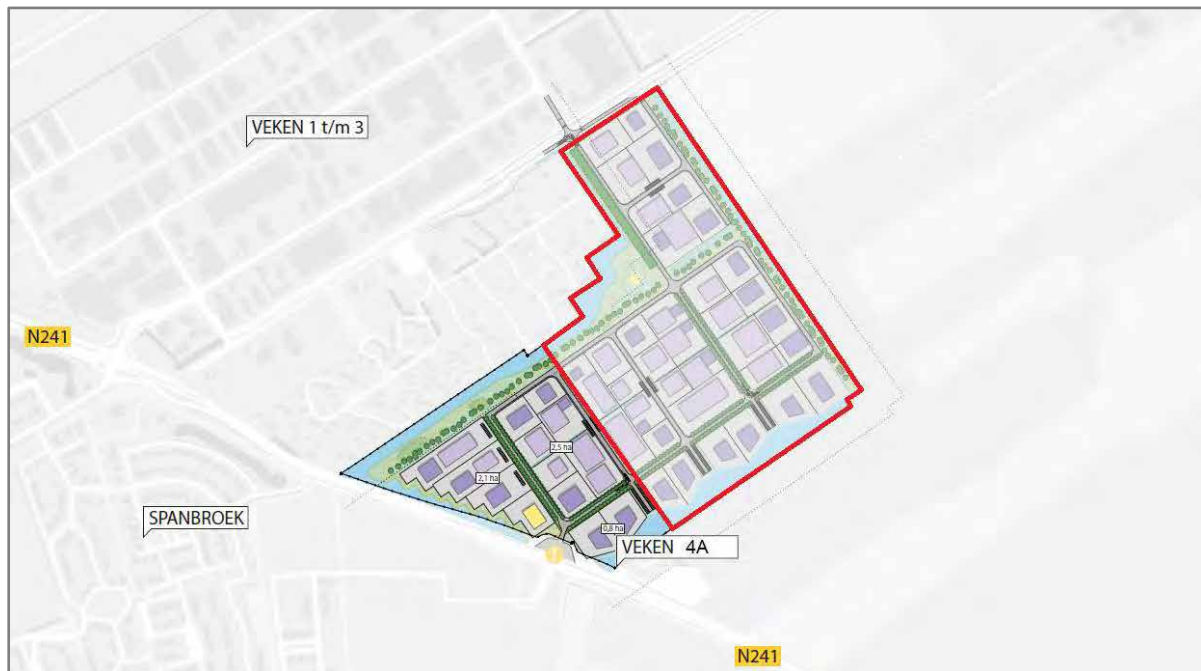 VEKEN 1 t/m 3
N241
2,5 ha
2,1 ha
SPANBROEK
0,8 ha
VEKEN 4A
N241